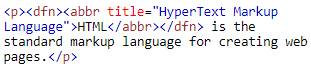 <p><dfn><abbr title="HyperText Markup
Language">HTML</abbr></dfn> is the
standard markup language for creating web
pages.</p>